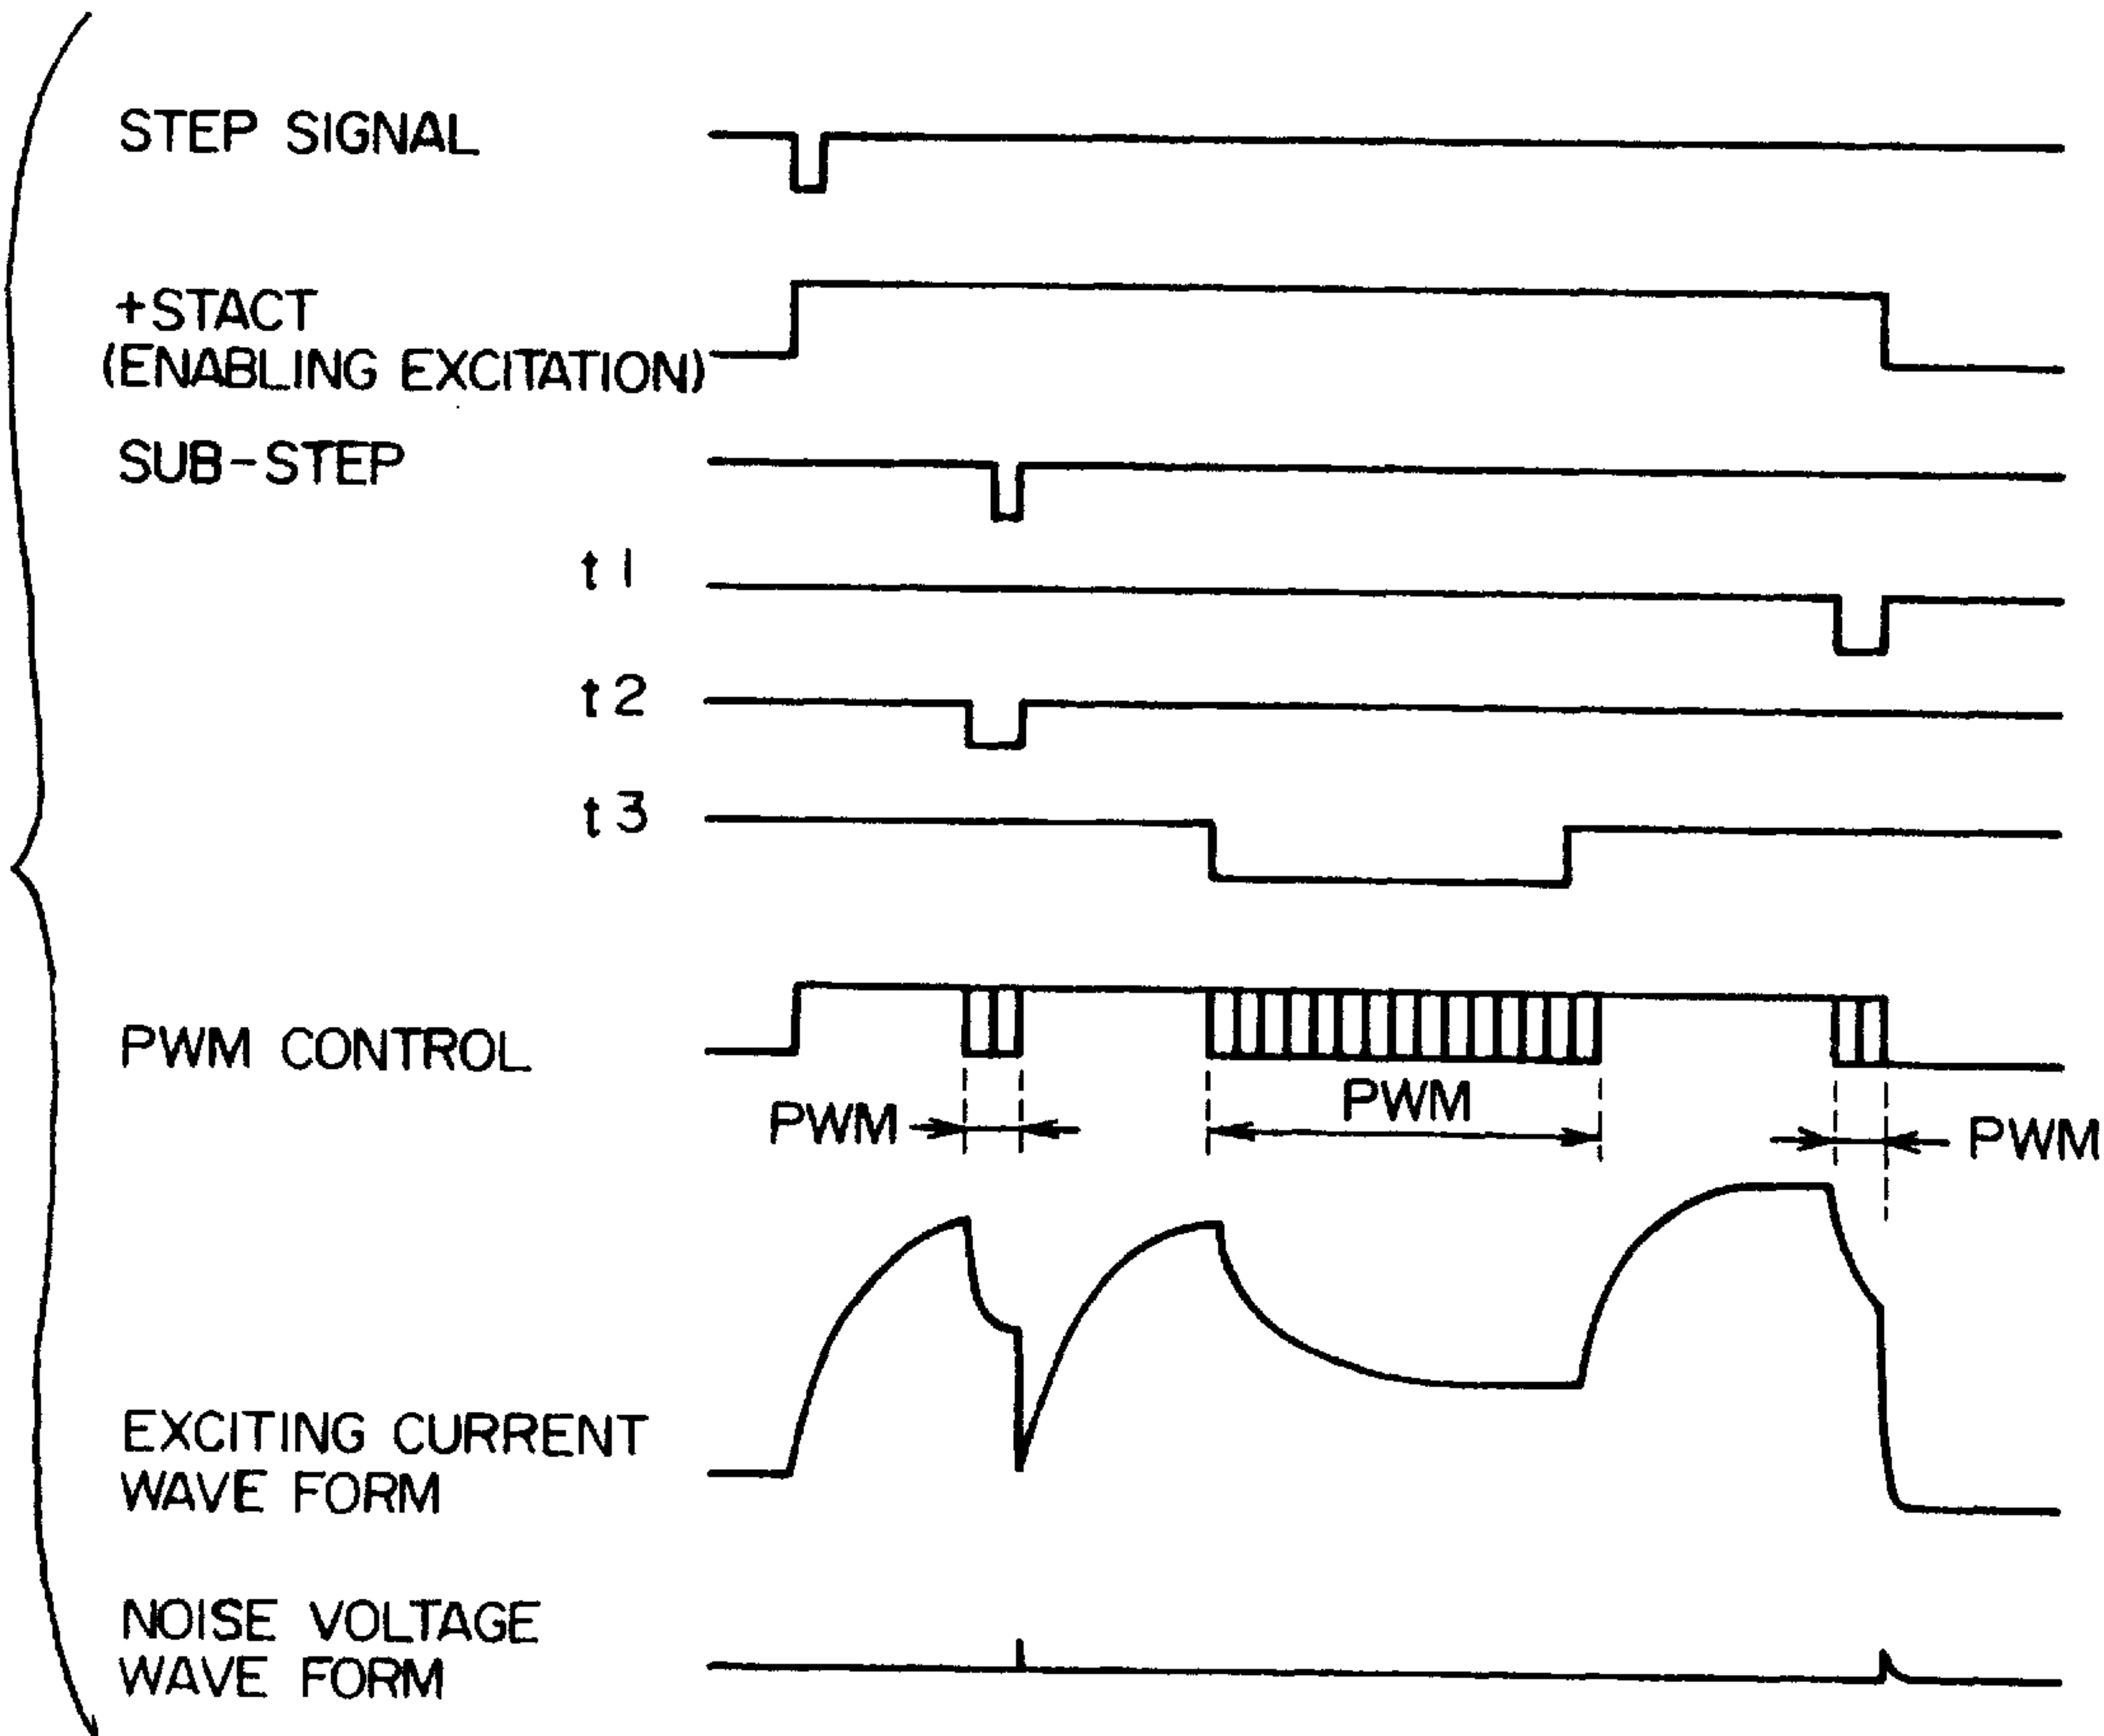 STEP SIGNAL
+STACT
(ENABLING EXCITATION)
SUB-STEP
t1
t2
t3
PWM CONTROL
PWM
PWM
PWM
EXCITING CURRENT
WAVE FORM
NOISE VOLTAGE
WAVE FORM